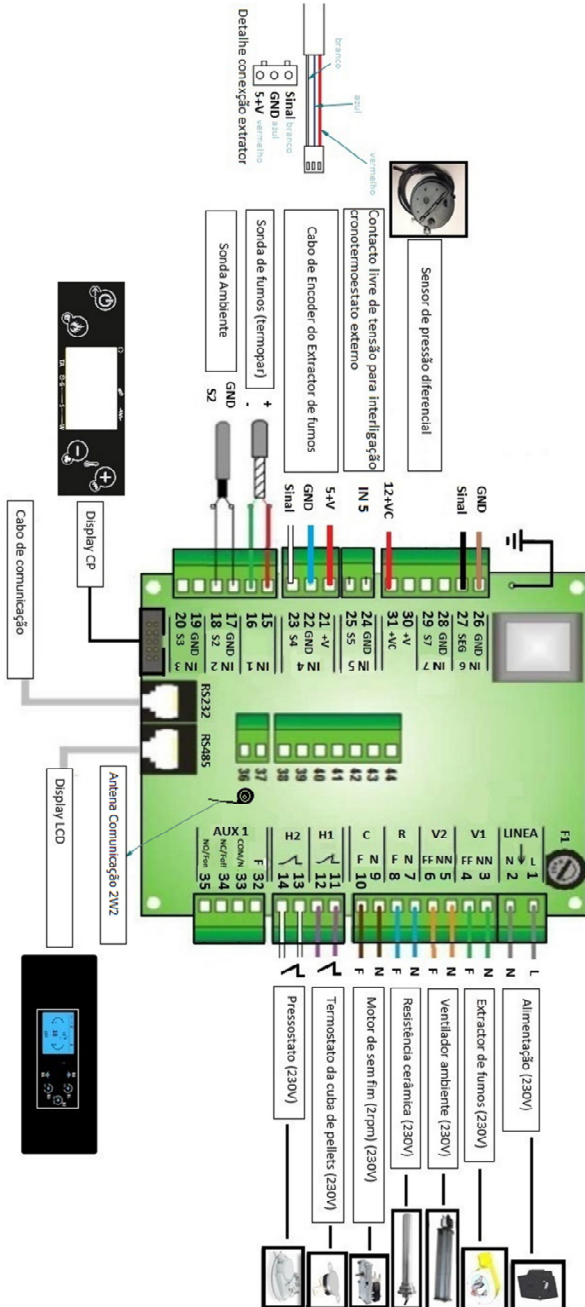 Alimentação (230V)
Extractor de fumos (230V)
Ventilador ambiente (230V)
Resistência cerâmica (230V)
Motor de sem fim (2rpm) (230V)
Termostato da cuba de pellets (230V)
Pressostato (230V)
L N N F N F N F N F
F1
1 2 3 4 5 6 7 8 9 10 11 12 13 14 32 33 34 35
L N N N F F N N F F N F N F F COM/N NC/Foff NO/Fon
LINEA V1 V2 R C H1 H2 AUX 1
44 43 42 41 40 39 38 37 36
RS485
RS232
IN 6 IN 7 IN 5 IN 4 IN 1 IN 2 IN 3
GND SEG GND S7 +V +VC GND S5 +V GND S4 GND S2 GND S3
26 27 28 29 30 31 24 25 21 22 23 15 16 17 18 19 20
Antena Comunicação 2W2
Display LCD
GND
Sinal
12+VC
IN 5
5+V
GND
Sinal
+
-
GND
S2
Display CP
Cabo de comunicação
Sensor de pressão diferencial
Contacto livre de tensão para interligação
cronotermoestato externo
Cabo de Encoder do Extractor de fumos
Sonda de fumos (termopar)
Sonda Ambiente
vermelho
azul
branco
Sinal branco
GND azul
5+V vermelho
Detalhe conexção extrator